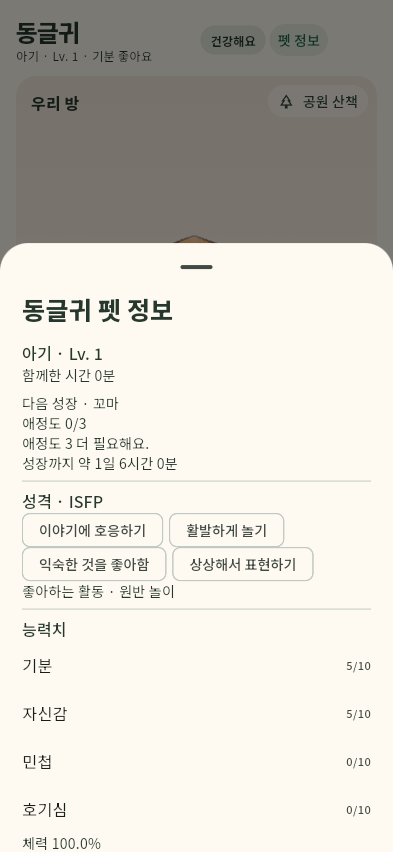 동글귀
건강해요
펫 정보
아기 · Lv. 1 · 기분 좋아요
우리 방
공원 산책
동글귀 펫 정보
아기 · Lv. 1
함께한 시간 0분
다음 성장 · 꼬마
애정도 0/3
애정도 3 더 필요해요.
성장까지 약 1일 6시간 0분
성격 · ISFP
이야기에 호응하기
활발하게 놀기
익숙한 것을 좋아함
상상해서 표현하기
좋아하는 활동 · 원반 놀이
능력치
기분 5/10
자신감 5/10
민첩 0/10
호기심 0/10
체력 100.0%